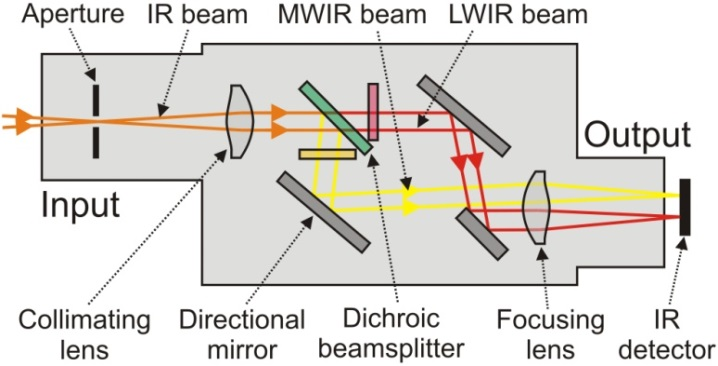 Aperture
IR beam
MWIR beam
LWIR beam
Output
Input
Collimating
lens
Directional
mirror
Dichroic
beamsplitter
Focusing
lens
IR
detector